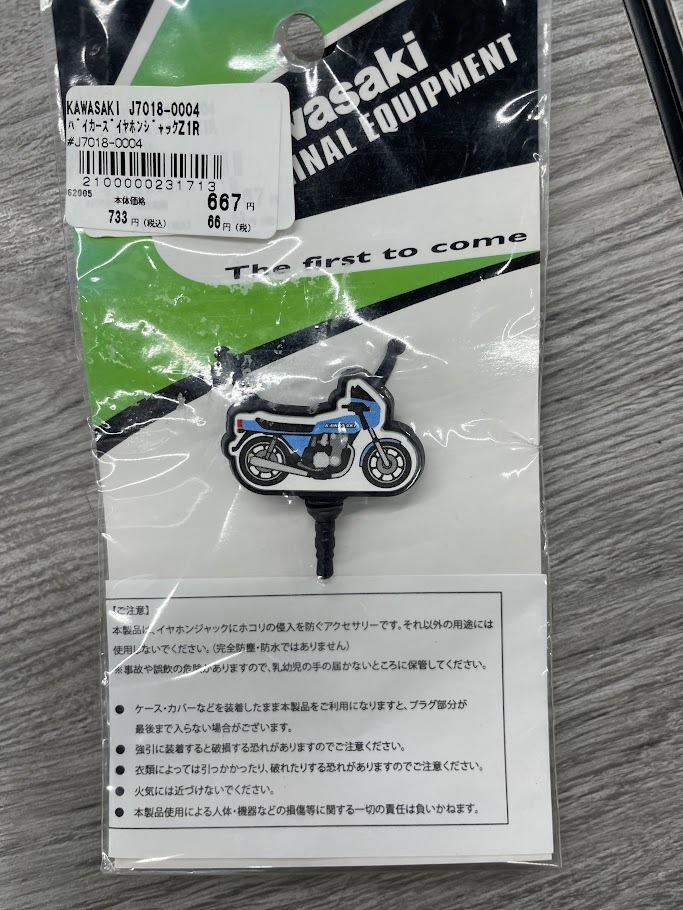 KAWASAKI J7018-0004
バイカーズイヤホンジャックZ1R
#J7018-0004
2100000231713
62005
本体価格
667円
733円(税込)
66円(税)
wasaki
INAL EQUIPMENT
The first to come
KAWASAKI
【ご注意】
本製品は、イヤホンジャックにホコリの侵入を防ぐアクセサリーです。それ以外の用途には
使用しないでください。(完全防塵・防水ではありません)
※事故や誤飲の危険がありますので、乳幼児の手の届かないところに保管してください。
● ケース・カバーなどを装着したまま本製品をご利用になりますと、プラグ部分が
最後まで入らない場合がございます。
● 強引に装着すると破損する恐れがありますのでご注意ください。
● 衣類によっては引っかかったり、破れたりする恐れがありますのでご注意ください。
● 火気には近づけないでください。
● 本製品使用による人体・機器などの損傷等に関する一切の責任は負いかねます。